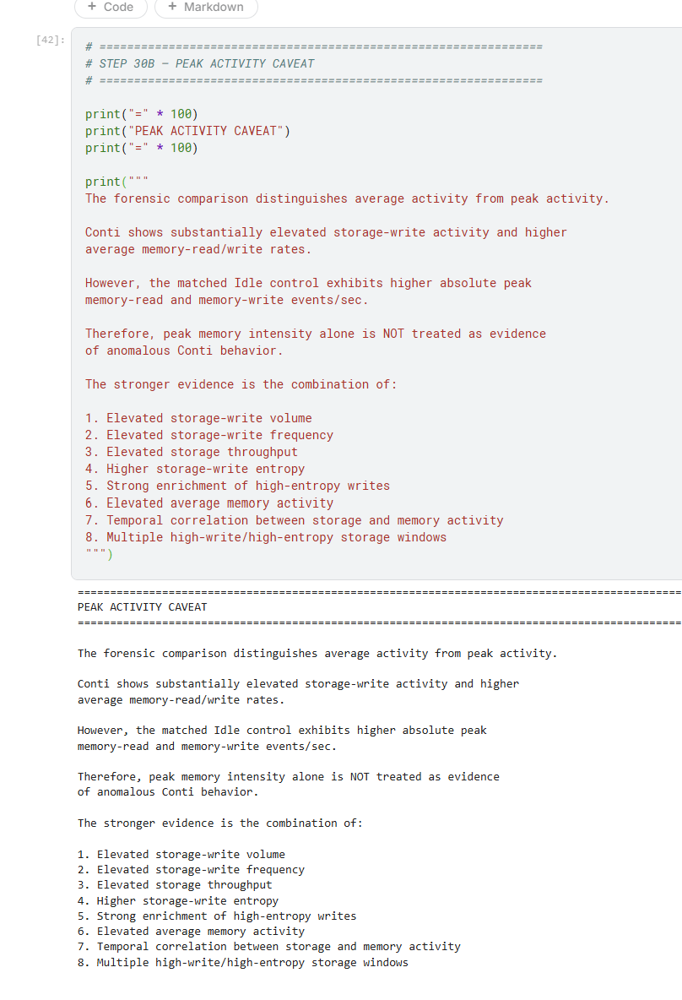 + Code + Markdown
[42]:
# ==============================================================
# STEP 30B — PEAK ACTIVITY CAVEAT
# ==============================================================
print("=" * 100)
print("PEAK ACTIVITY CAVEAT")
print("=" * 100)
print("""
The forensic comparison distinguishes average activity from peak activity.
Conti shows substantially elevated storage-write activity and higher
average memory-read/write rates.
However, the matched Idle control exhibits higher absolute peak
memory-read and memory-write events/sec.
Therefore, peak memory intensity alone is NOT treated as evidence
of anomalous Conti behavior.
The stronger evidence is the combination of:
1. Elevated storage-write volume
2. Elevated storage-write frequency
3. Elevated storage throughput
4. Higher storage-write entropy
5. Strong enrichment of high-entropy writes
6. Elevated average memory activity
7. Temporal correlation between storage and memory activity
8. Multiple high-write/high-entropy storage windows
""")
=============================================================================================
PEAK ACTIVITY CAVEAT
=============================================================================================
The forensic comparison distinguishes average activity from peak activity.
Conti shows substantially elevated storage-write activity and higher
average memory-read/write rates.
However, the matched Idle control exhibits higher absolute peak
memory-read and memory-write events/sec.
Therefore, peak memory intensity alone is NOT treated as evidence
of anomalous Conti behavior.
The stronger evidence is the combination of:
1. Elevated storage-write volume
2. Elevated storage-write frequency
3. Elevated storage throughput
4. Higher storage-write entropy
5. Strong enrichment of high-entropy writes
6. Elevated average memory activity
7. Temporal correlation between storage and memory activity
8. Multiple high-write/high-entropy storage windows